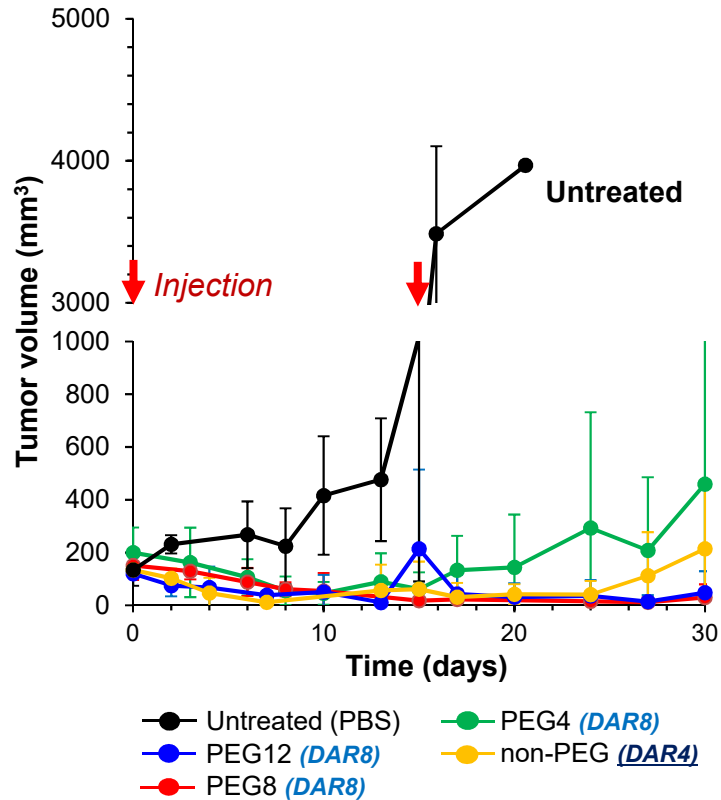 5000
4000
3000
1000
800
600
400
200
0
Tumor volume (mm³)
Injection
Untreated
0 10 20 30
Time (days)
Untreated (PBS) PEG4 (DAR8)
PEG12 (DAR8) non-PEG (DAR4)
PEG8 (DAR8)